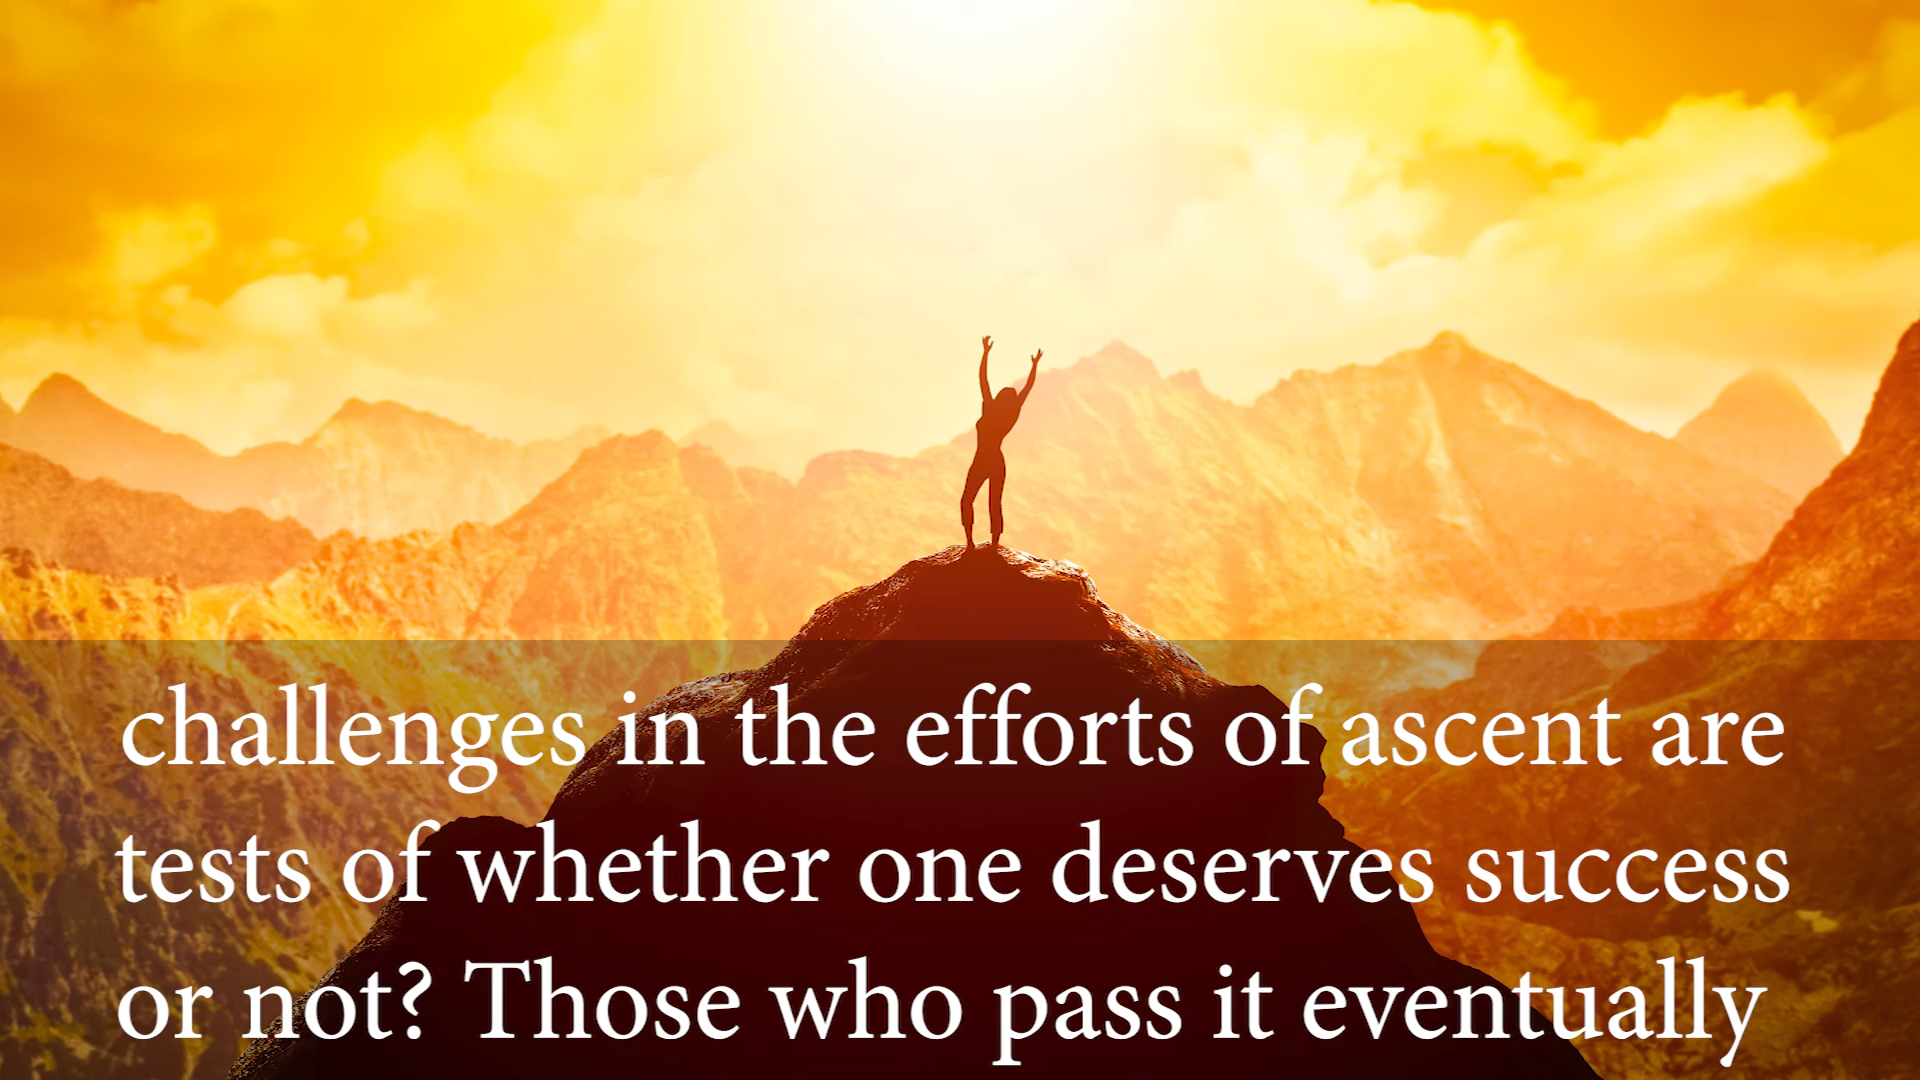 challenges in the efforts of ascent are
tests of whether one deserves success
or not? Those who pass it eventually